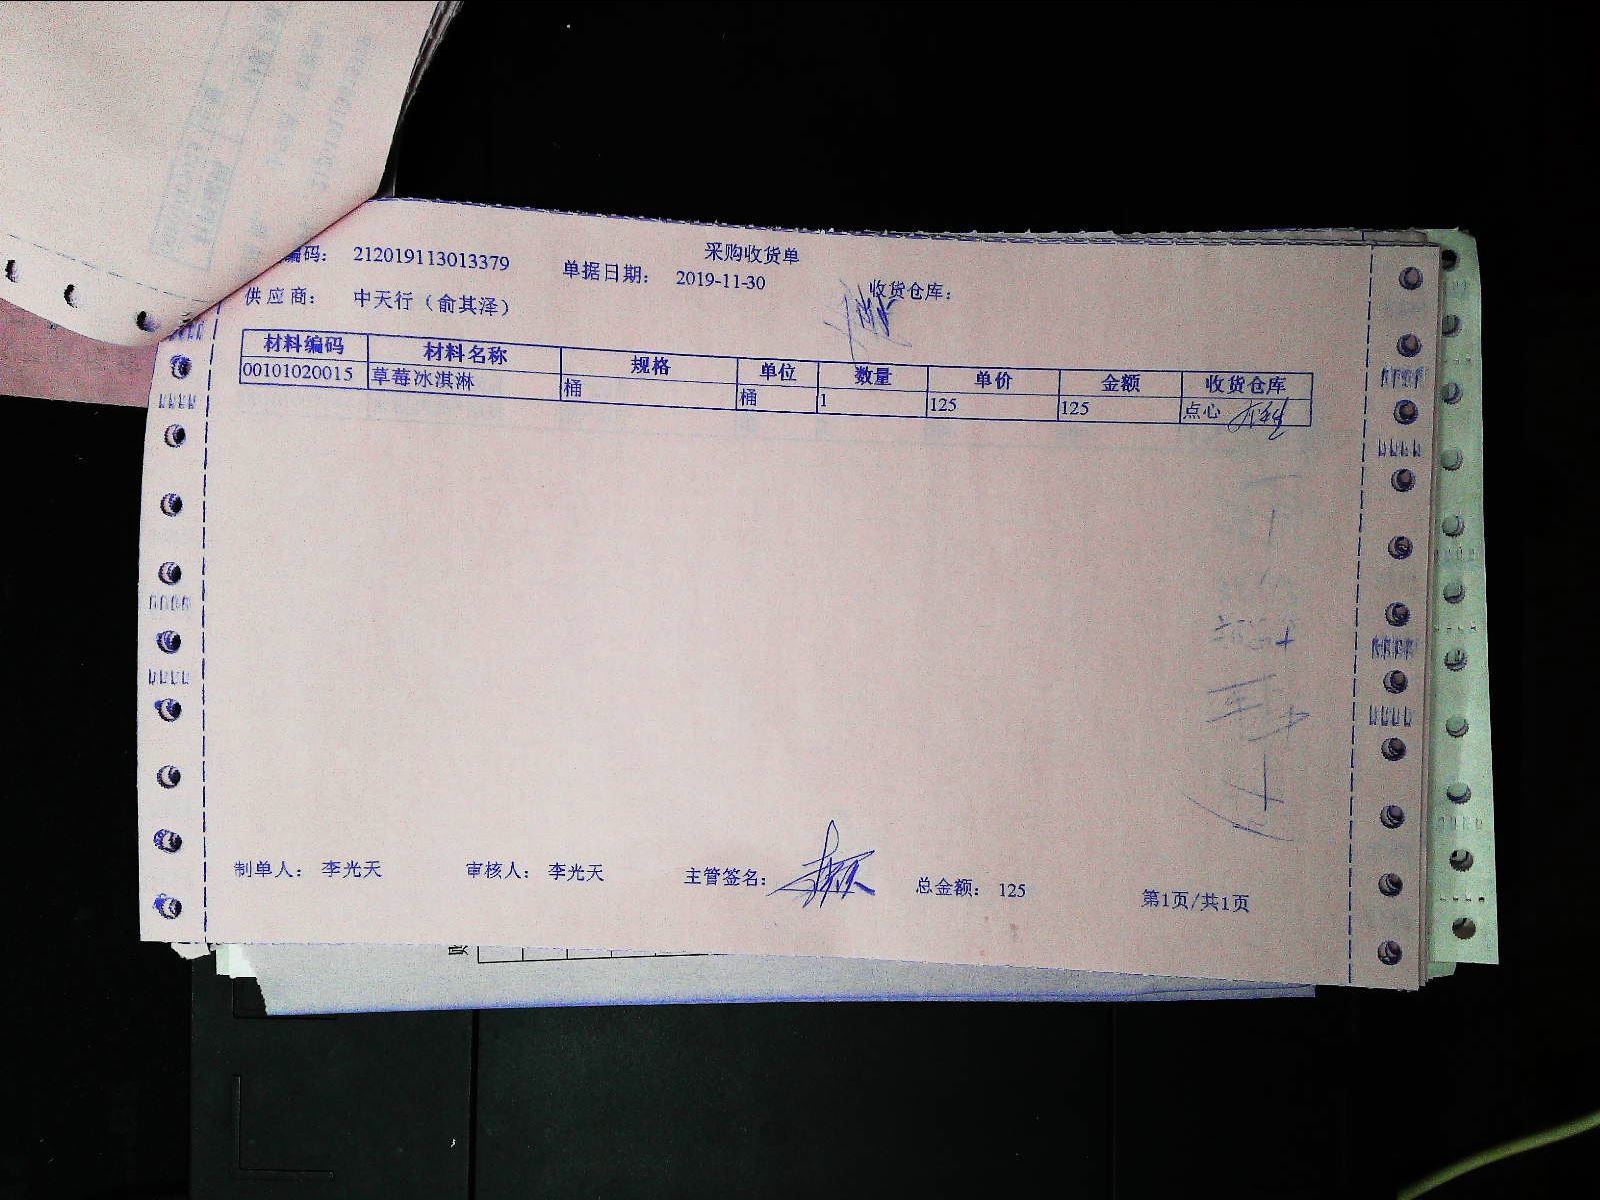 采购收货单
编码： 212019113013379 单据日期： 2019-11-30 收货仓库：
供应商： 中天行（俞其泽）
材料编码 材料名称 规格 单位 数量 单价 金额 收货仓库
00101020015 草莓冰淇淋 桶 桶 1 125 125 点心
制单人： 李光天 审核人： 李光天 主管签名： 总金额： 125 第1页/共1页